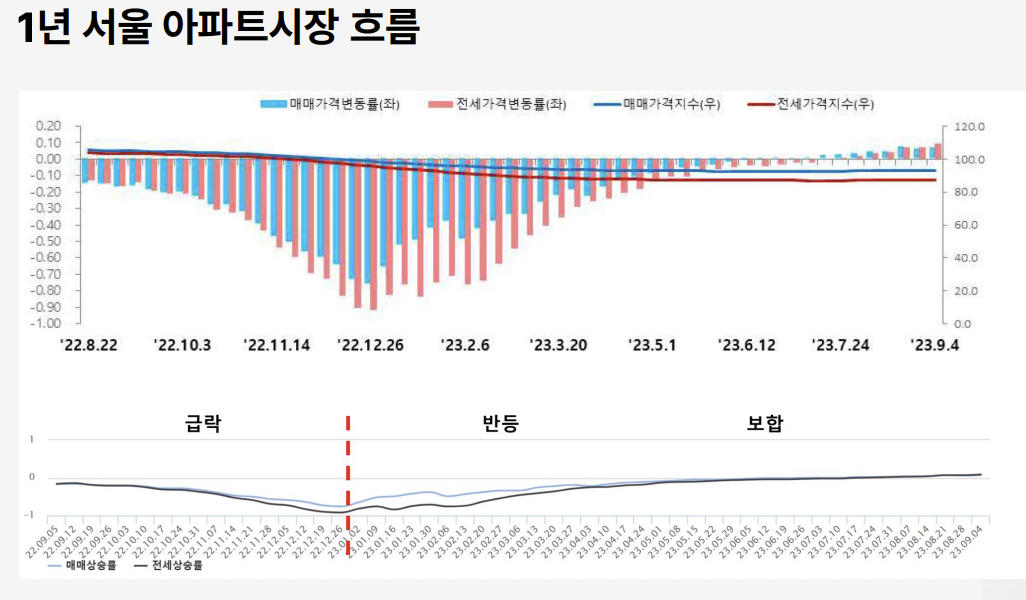 1년 서울 아파트시장 흐름
매매가격변동률(좌) 전세가격변동률(좌) 매매가격지수(우) 전세가격지수(우)
0.20 120.0
0.10
0.00 100.0
-0.10
-0.20 80.0
-0.30
-0.40 60.0
-0.50
-0.60 40.0
-0.70
-0.80 20.0
-0.90
-1.00 0.0
'22.8.22 '22.10.3 '22.11.14 '22.12.26 '23.2.6 '23.3.20 '23.5.1 '23.6.12 '23.7.24 '23.9.4
급락 반등 보합
1
0
-1
22.09.05 22.09.12 22.09.19 22.09.26 22.10.03 22.10.10 22.10.17 22.10.24 22.10.31 22.11.07 22.11.14 22.11.21 22.11.28 22.12.05 22.12.12 22.12.19 22.12.26 23.01.02 23.01.09 23.01.16 23.01.23 23.01.30 23.02.06 23.02.13 23.02.20 23.02.27 23.03.06 23.03.13 23.03.20 23.03.27 23.04.03 23.04.10 23.04.17 23.04.24 23.05.01 23.05.08 23.05.15 23.05.22 23.05.29 23.06.05 23.06.12 23.06.19 23.06.26 23.07.03 23.07.10 23.07.17 23.07.24 23.07.31 23.08.07 23.08.14 23.08.21 23.08.28 23.09.04
매매상승률 전세상승률